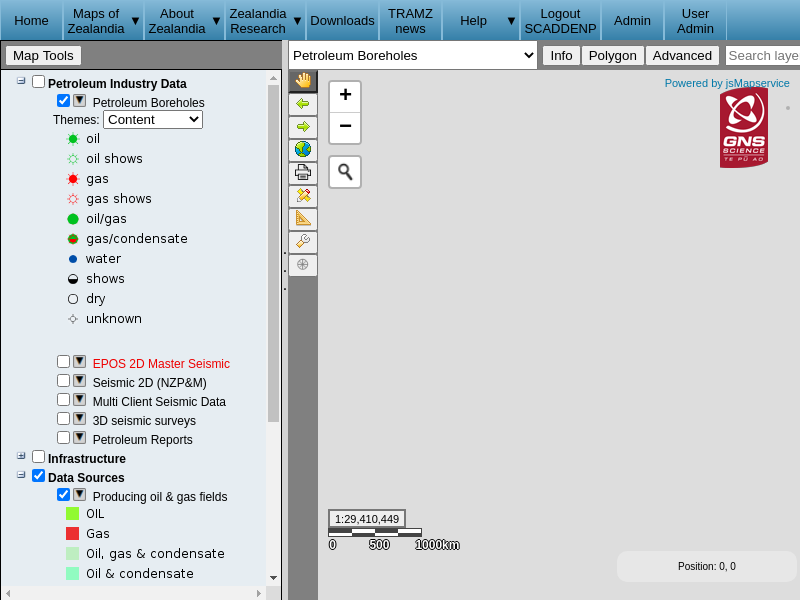 Home
Maps of Zealandia ▼
About Zealandia ▼
Zealandia Research ▼
Downloads
TRAMZ news
Help ▼
Logout SCADDENP
Admin
User Admin
Map Tools
Petroleum Boreholes
Info
Polygon
Advanced
Search laye
Petroleum Industry Data
Petroleum Boreholes
Themes: Content
oil
oil shows
gas
gas shows
oil/gas
gas/condensate
water
shows
dry
unknown
EPOS 2D Master Seismic
Seismic 2D (NZP&M)
Multi Client Seismic Data
3D seismic surveys
Petroleum Reports
Infrastructure
Data Sources
Producing oil & gas fields
OIL
Gas
Oil, gas & condensate
Oil & condensate
+
−
Powered by jsMapservice
GNS
SCIENCE
TE PŪ AO
1:29,410,449
0 500 1000km
Position: 0, 0